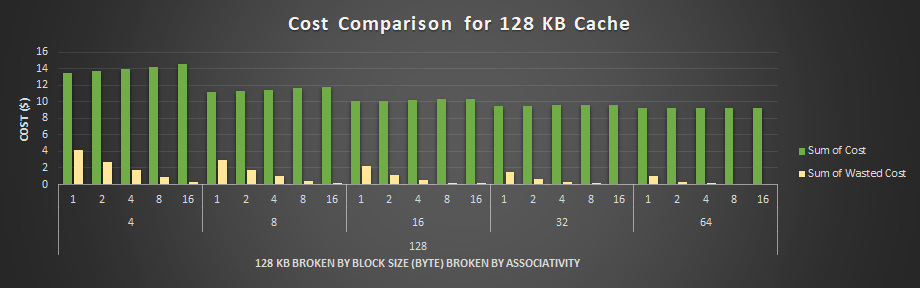 Cost Comparison for 128 KB Cache
16
14
12
10
8
6
4
2
0
COST ($)
1 2 4 8 16 1 2 4 8 16 1 2 4 8 16 1 2 4 8 16 1 2 4 8 16
4 8 16 32 64
128
128 KB BROKEN BY BLOCK SIZE (BYTE) BROKEN BY ASSOCIATIVITY
Sum of Cost
Sum of Wasted Cost